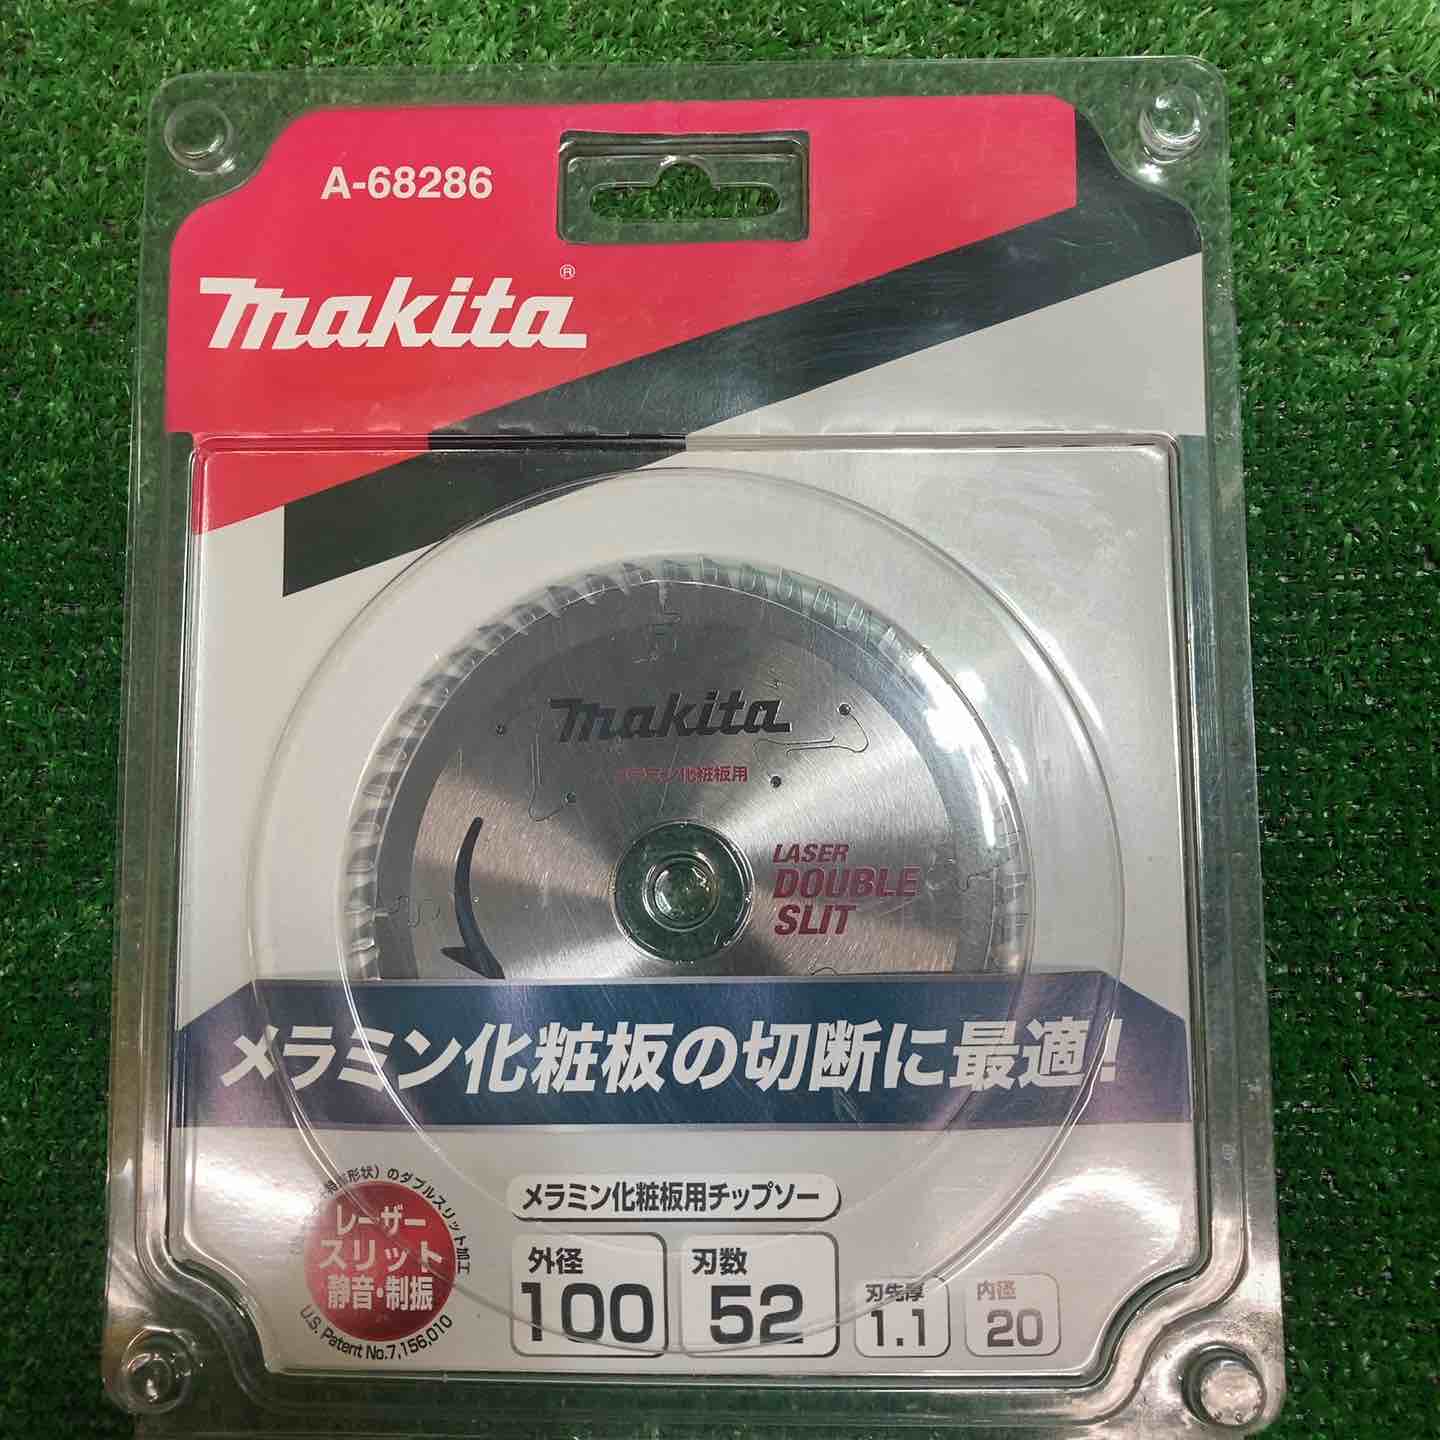 A-68286
makita®
makita
メラミン化粧板用
LASER
DOUBLE
SLIT
メラミン化粧板の切断に最適!
形状)のダブルスリット加工
レーザー
スリット
静音・制振
U.S. Patent No.7,156,010
メラミン化粧板用チップソー
外径
100
刃数
52
刃先厚
1.1
内径
20